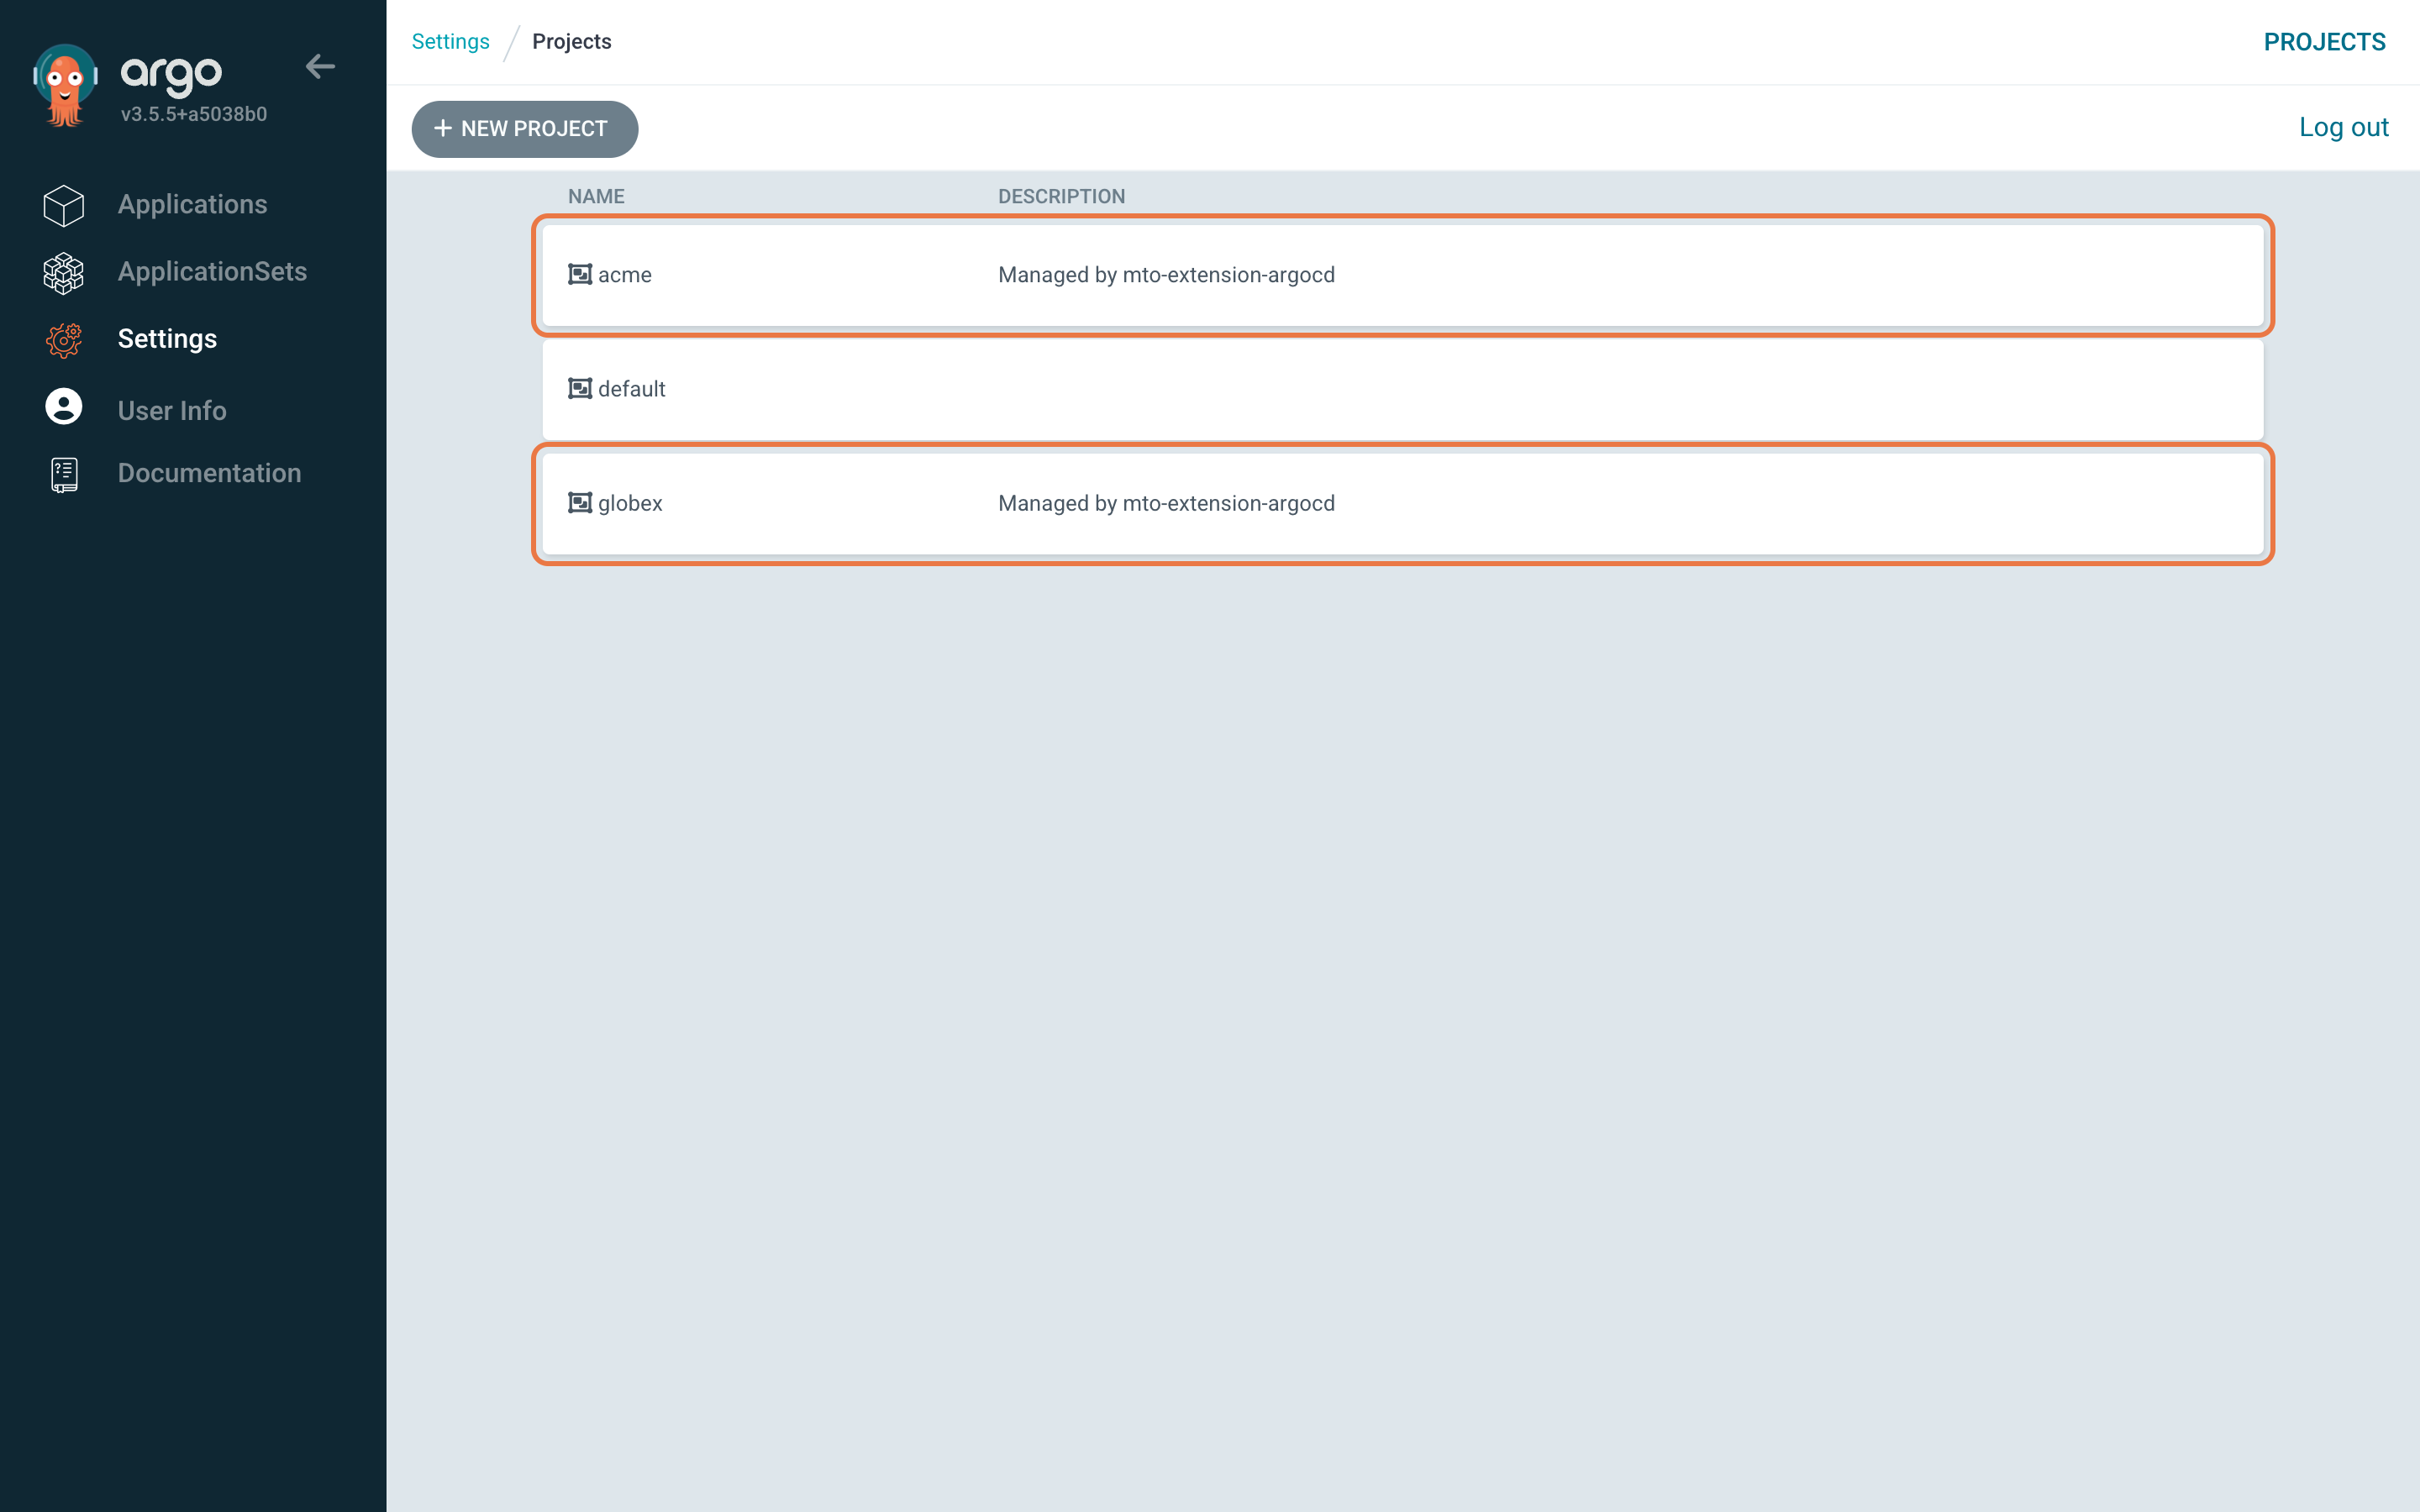 argo
v3.5.5+a5038b0
Applications
ApplicationSets
Settings
User Info
Documentation
Settings / Projects
PROJECTS
+ NEW PROJECT
Log out
NAME DESCRIPTION
acme Managed by mto-extension-argocd
default
globex Managed by mto-extension-argocd